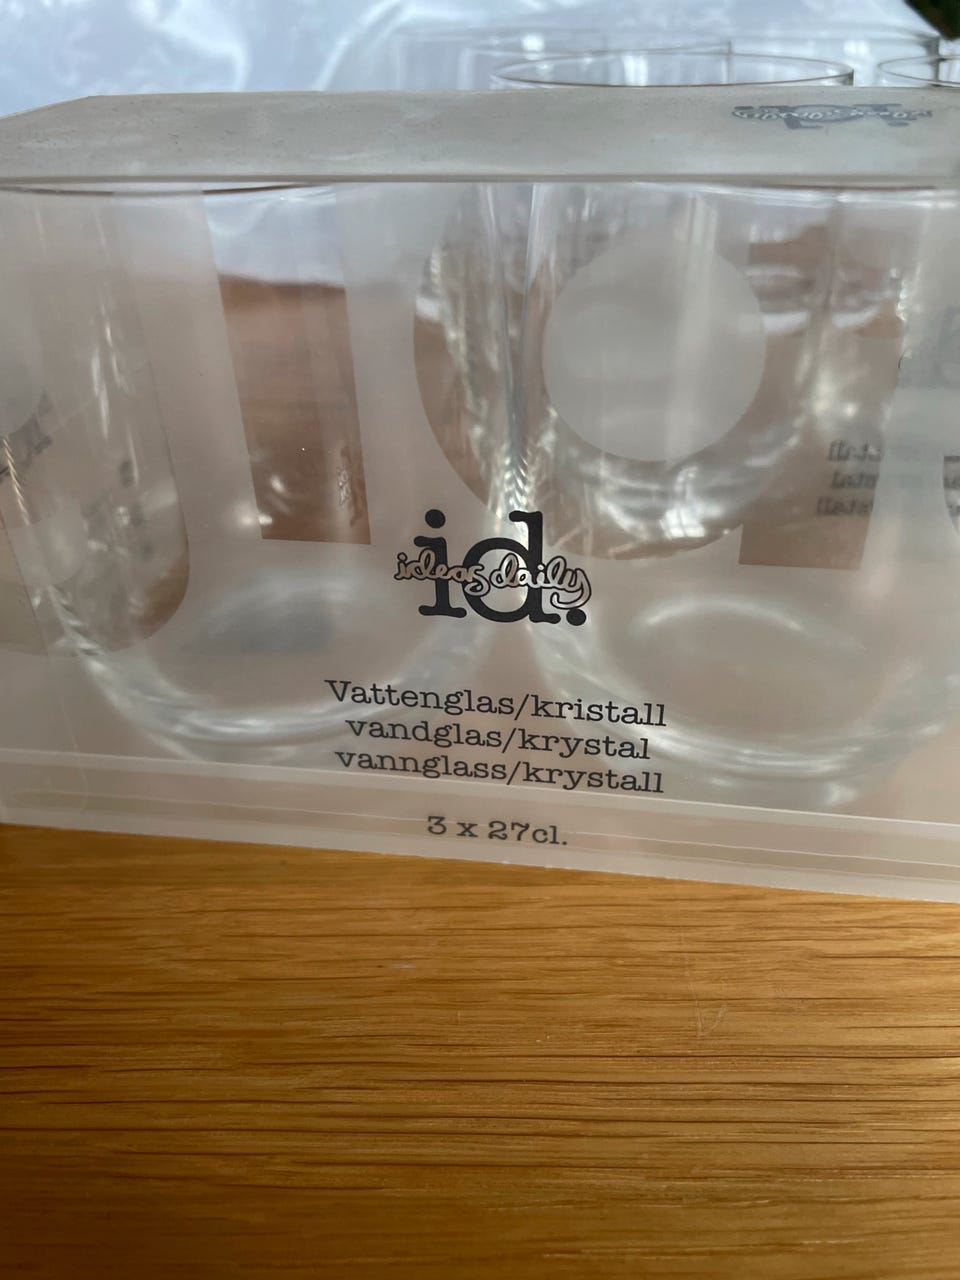 id.
ideas daily
Vattenglas/kristall
vandglas/krystal
vannglass/krystall
3 x 27cl.